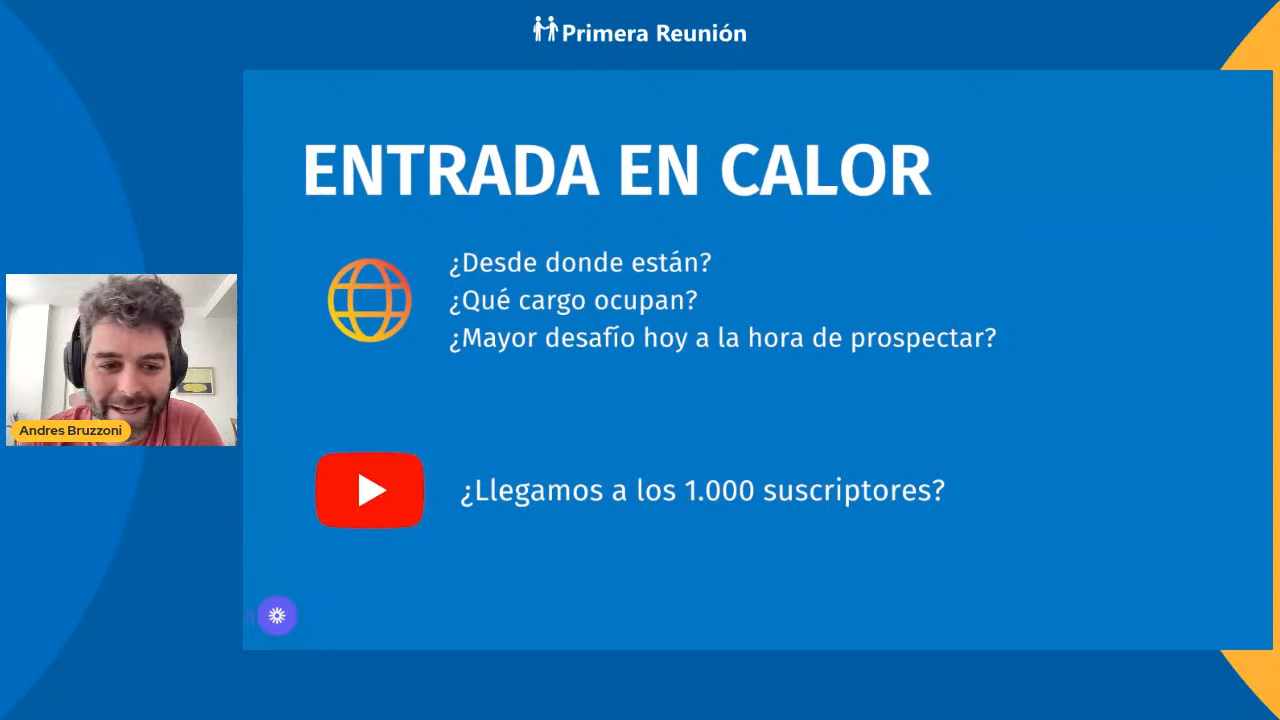 Primera Reunión
ENTRADA EN CALOR
¿Desde donde están?
¿Qué cargo ocupan?
¿Mayor desafío hoy a la hora de prospectar?
Andres Bruzzoni
¿Llegamos a los 1.000 suscriptores?